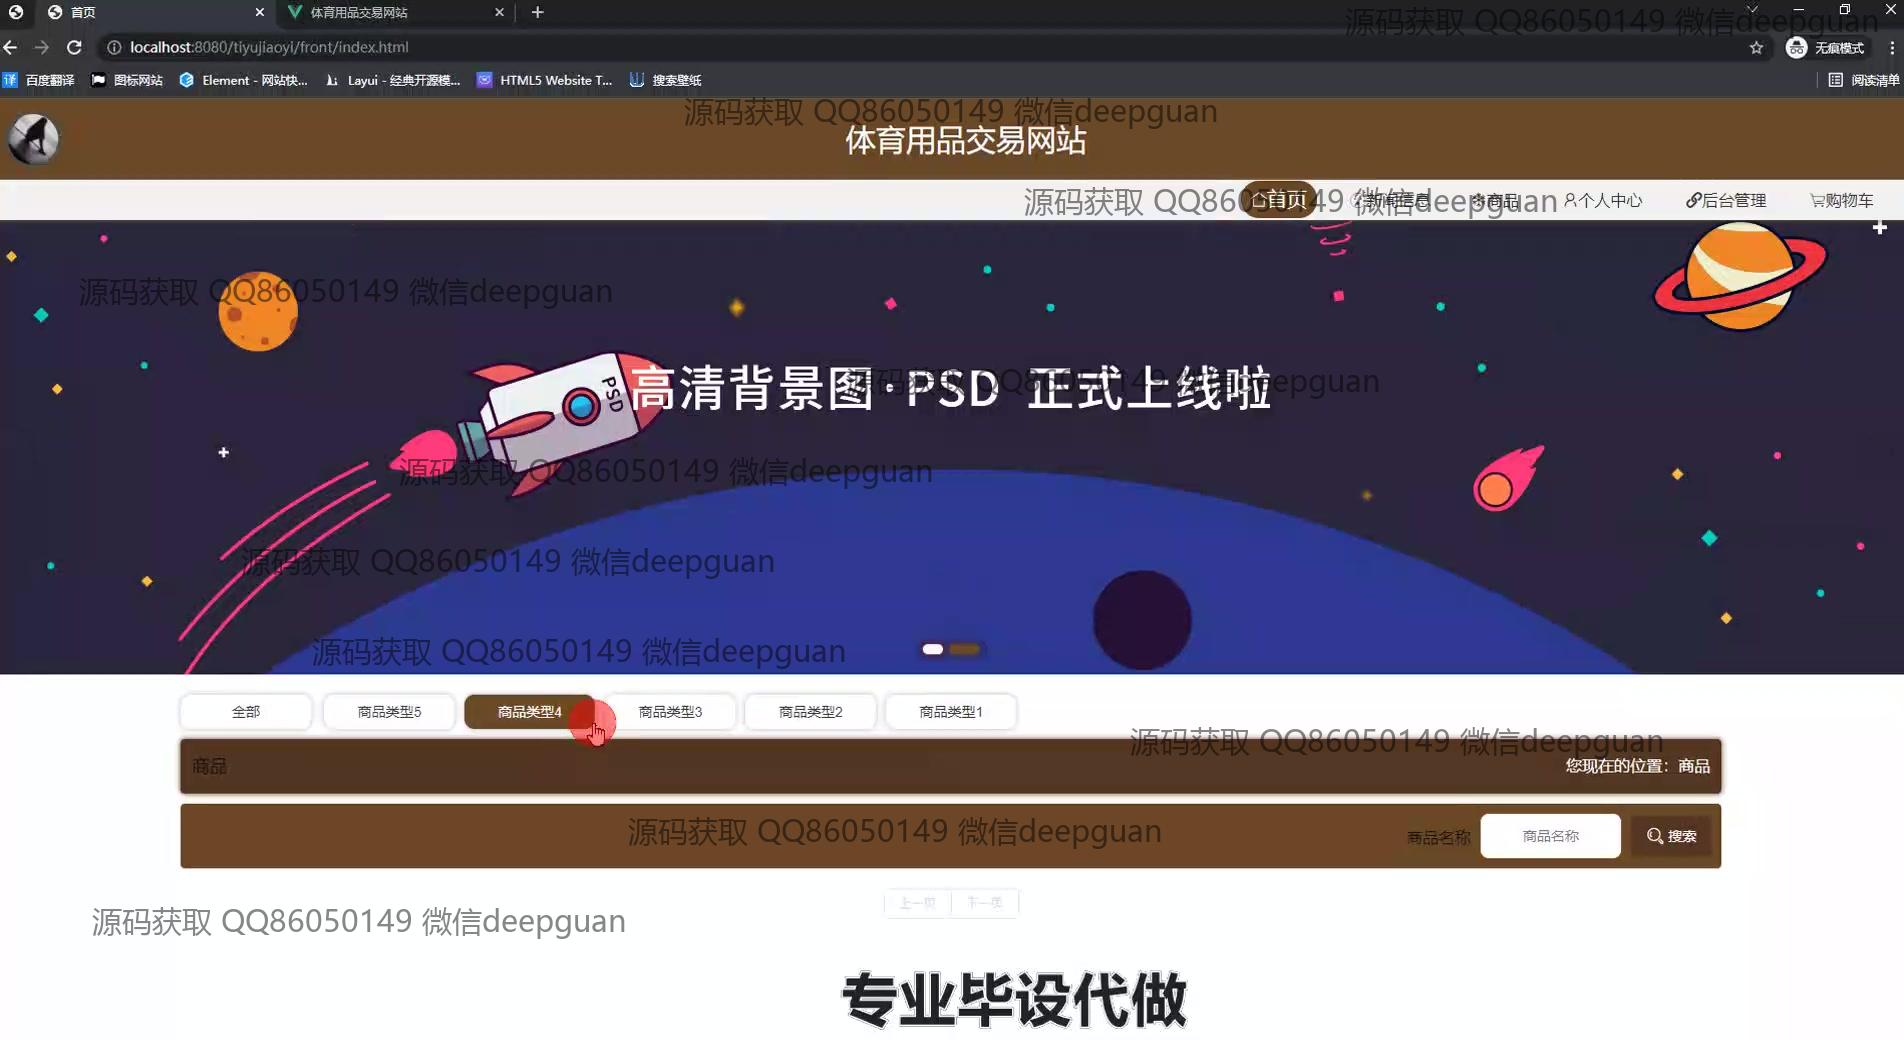 首页
体育用品交易网站
源码获取 QQ86050149 微信deepguan
localhost:8080/tiyujiaoyi/front/index.html
无痕模式
译 百度翻译
图标网站
Element - 网站快...
Layui - 经典开源模...
HTML5 Website T...
搜索壁纸
阅读清单
源码获取 QQ86050149 微信deepguan
体育用品交易网站
首页
新闻信息
商品
个人中心
后台管理
购物车
源码获取 QQ86050149 微信deepguan
源码获取 QQ86050149 微信deepguan
PSD
高清背景图·PSD 正式上线啦
源码获取 QQ86050149 微信deepguan
源码获取 QQ86050149 微信deepguan
源码获取 QQ86050149 微信deepguan
源码获取 QQ86050149 微信deepguan
全部
商品类型5
商品类型4
商品类型3
商品类型2
商品类型1
源码获取 QQ86050149 微信deepguan
商品
您现在的位置：商品
源码获取 QQ86050149 微信deepguan
商品名称
商品名称
搜索
上一页
下一页
源码获取 QQ86050149 微信deepguan
专业毕设代做